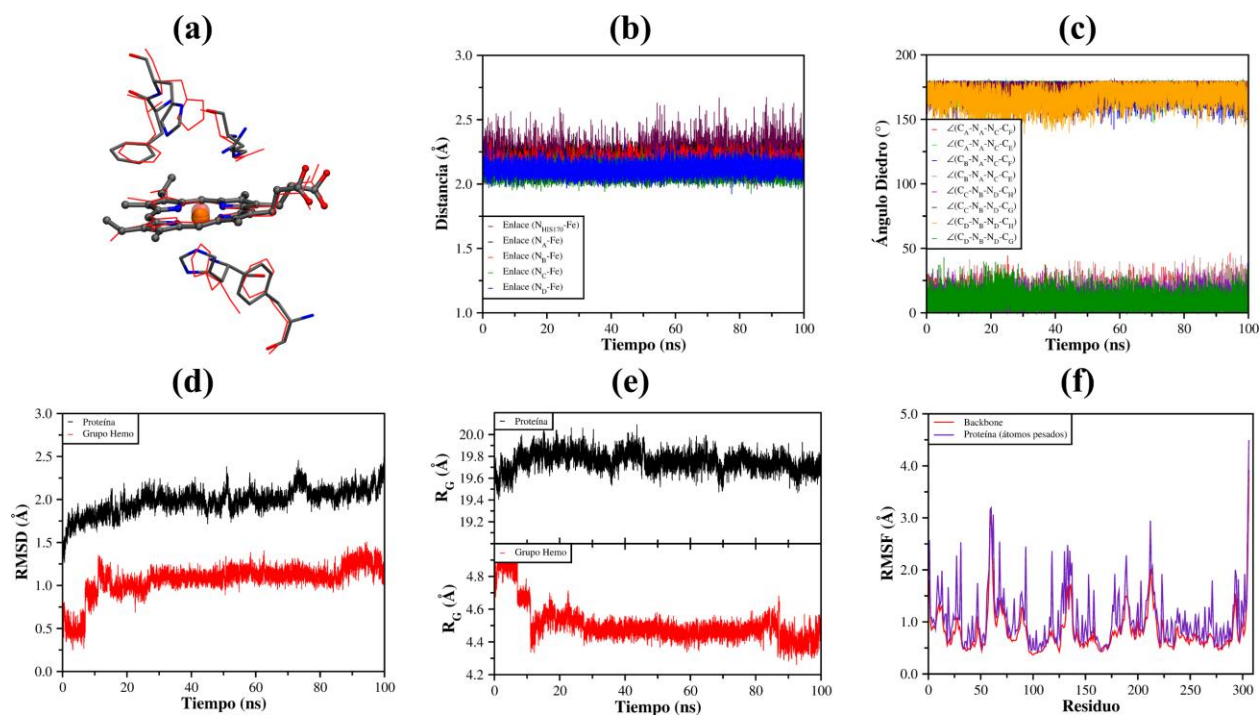 (a)
(b)
3.0
2.5
2.0
1.5
1.0
0 20 40 60 80 100
Distancia (Å)
Tiempo (ns)
Enlace (N_HIS170-Fe)
Enlace (N_A-Fe)
Enlace (N_B-Fe)
Enlace (N_C-Fe)
Enlace (N_D-Fe)
(c)
200
150
100
50
0
0 20 40 60 80 100
Ángulo Diedro (°)
Tiempo (ns)
∠(C_A-N_A-N_C-C_F)
∠(C_A-N_A-N_C-C_E)
∠(C_B-N_A-N_C-C_F)
∠(C_B-N_A-N_C-C_E)
∠(C_C-N_B-N_D-C_H)
∠(C_C-N_B-N_D-C_G)
∠(C_D-N_B-N_D-C_H)
∠(C_D-N_B-N_D-C_G)
(d)
3.0
2.5
2.0
1.5
1.0
0.5
0.0
0 20 40 60 80 100
RMSD (Å)
Tiempo (ns)
Proteína
Grupo Hemo
(e)
Proteína
20.0
19.8
19.6
19.4
19.2
19.0
R_G (Å)
Grupo Hemo
4.8
4.6
4.4
4.2
R_G (Å)
0 20 40 60 80 100
Tiempo (ns)
(f)
5.0
4.0
3.0
2.0
1.0
0.0
0 50 100 150 200 250 300
RMSF (Å)
Residuo
Backbone
Proteína (átomos pesados)